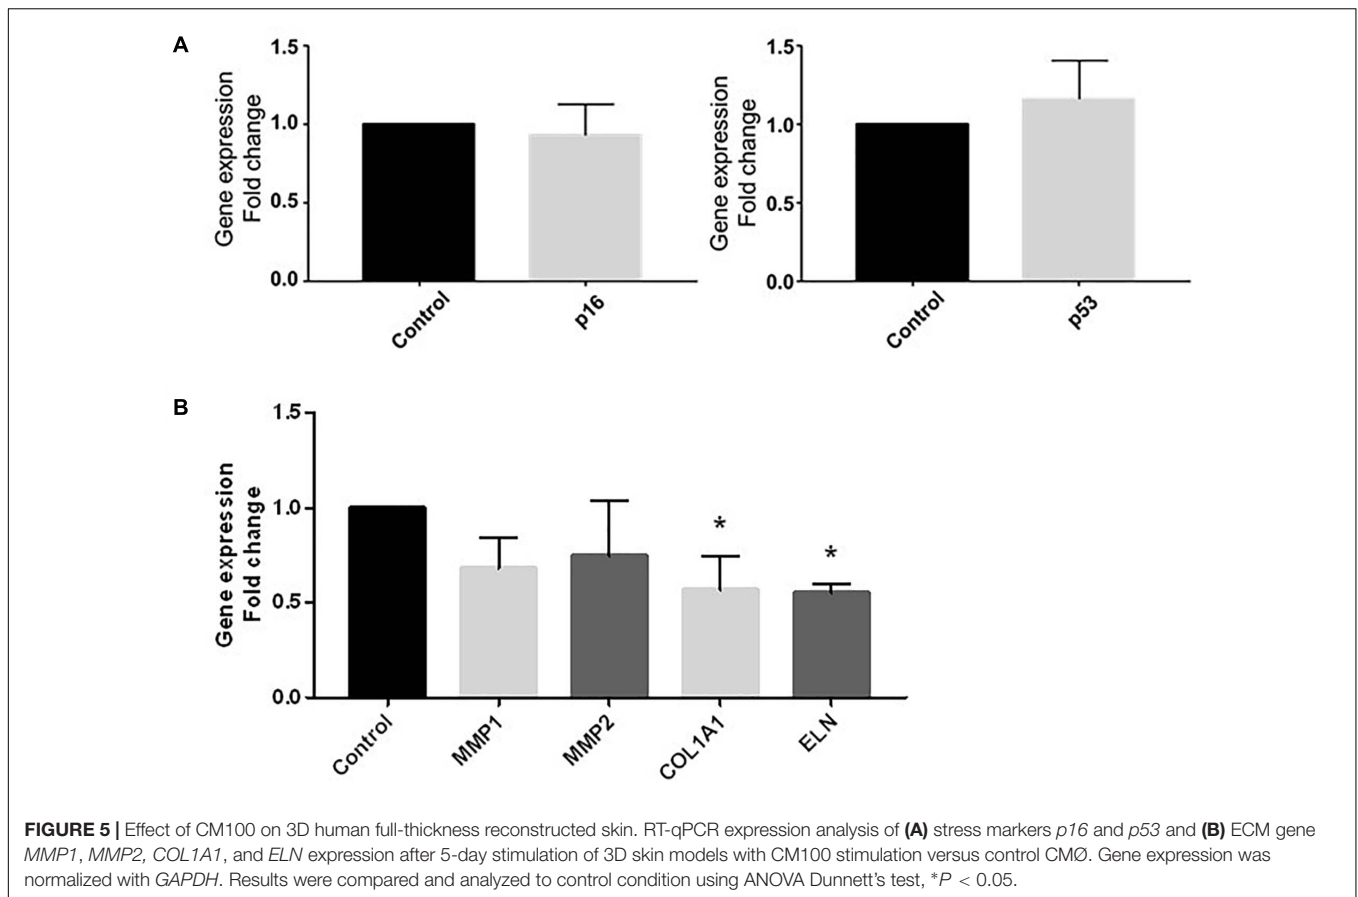 A
1.5
1.0
0.5
0.0
Gene expression
Fold change
Control
p16
1.5
1.0
0.5
0.0
Gene expression
Fold change
Control
p53
B
1.5
1.0
0.5
0.0
Gene expression
Fold change
*
*
Control
MMP1
MMP2
COL1A1
ELN
FIGURE 5 | Effect of CM100 on 3D human full-thickness reconstructed skin. RT-qPCR expression analysis of (A) stress markers p16 and p53 and (B) ECM gene
MMP1, MMP2, COL1A1, and ELN expression after 5-day stimulation of 3D skin models with CM100 stimulation versus control CMØ. Gene expression was
normalized with GAPDH. Results were compared and analyzed to control condition using ANOVA Dunnett’s test, *P < 0.05.